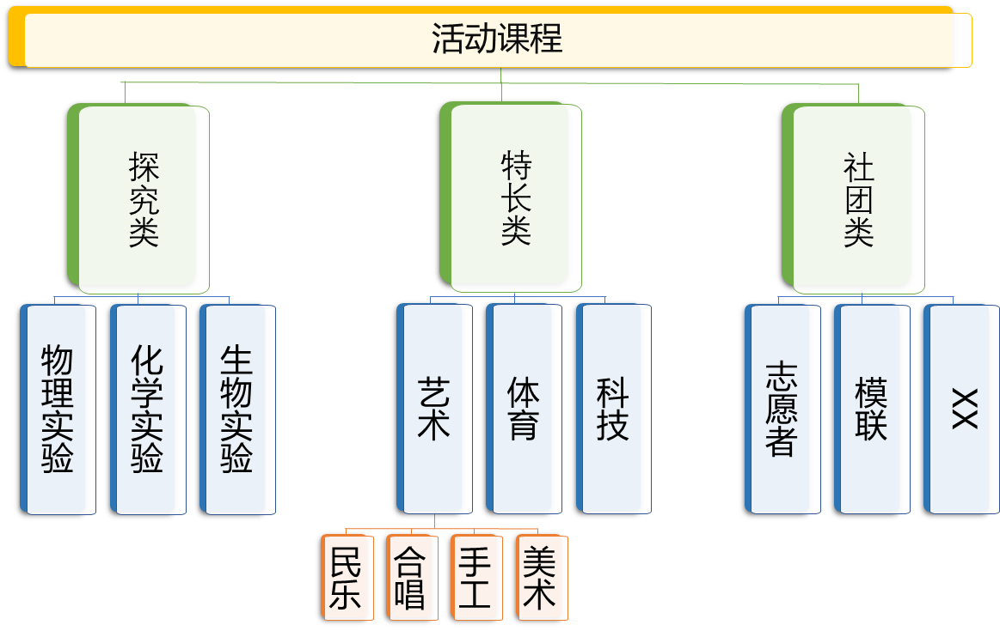 活动课程
探究类
特长类
社团类
物理实验
化学实验
生物实验
艺术
体育
科技
志愿者
模联
XX
民乐
合唱
手工
美术